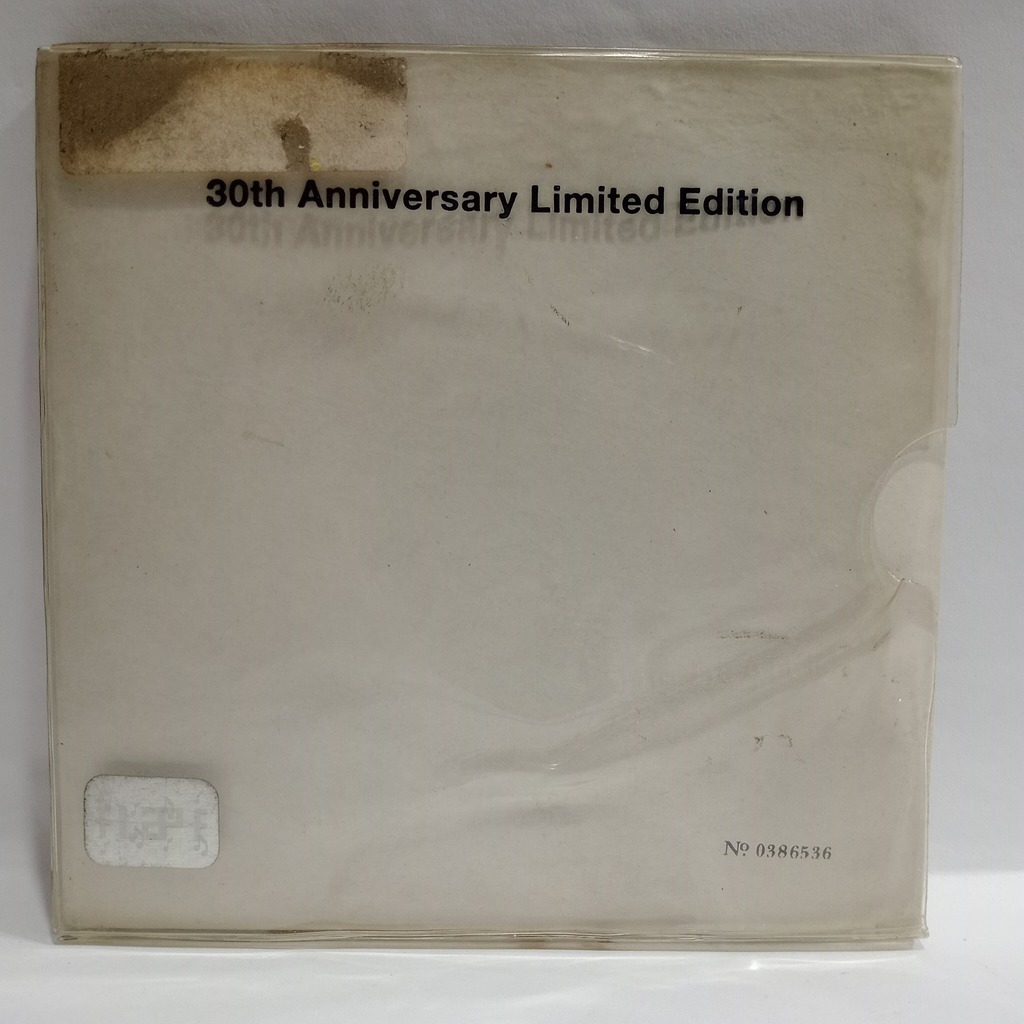 30th Anniversary Limited Edition
Nº 0386536